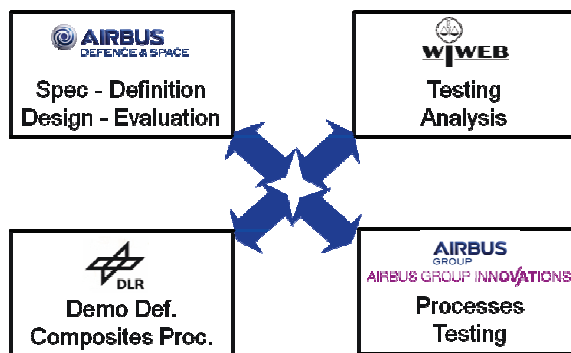 AIRBUS
DEFENCE & SPACE
Spec - Definition
Design - Evaluation
WIWEB
Testing
Analysis
DLR
Demo Def.
Composites Proc.
AIRBUS
GROUP
AIRBUS GROUP INNOVATIONS
Processes
Testing